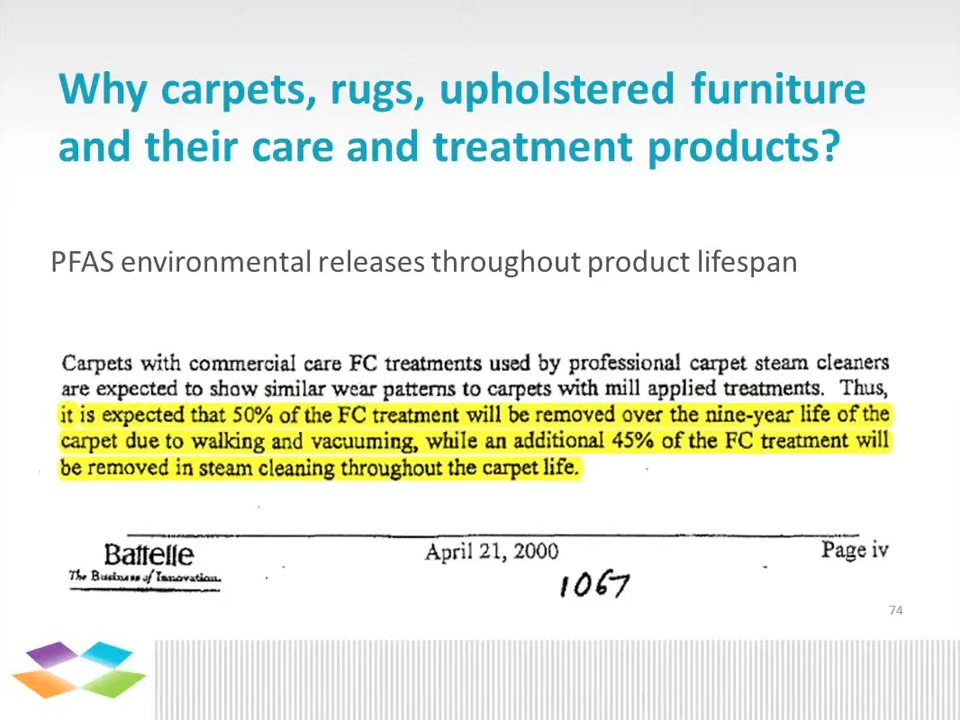 Why carpets, rugs, upholstered furniture
and their care and treatment products?
PFAS environmental releases throughout product lifespan
Carpets with commercial care FC treatments used by professional carpet steam cleaners
are expected to show similar wear patterns to carpets with mill applied treatments. Thus,
it is expected that 50% of the FC treatment will be removed over the nine-year life of the
carpet due to walking and vacuuming, while an additional 45% of the FC treatment will
be removed in steam cleaning throughout the carpet life.
Battelle April 21, 2000 Page iv
The Business of Innovation
1067
74